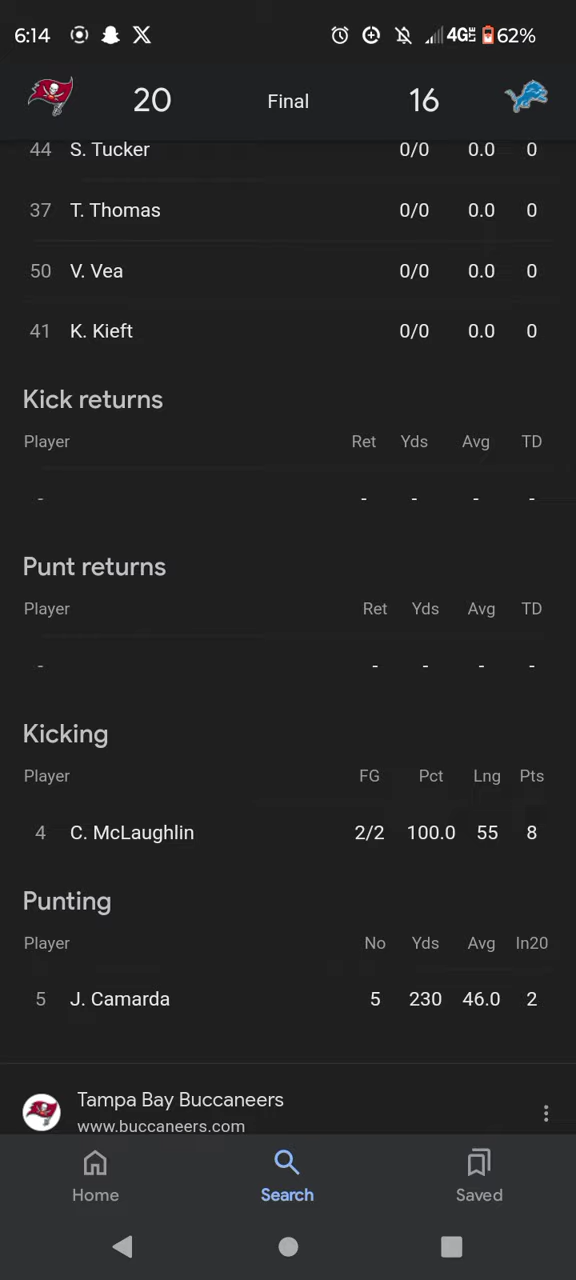 6:14 X 4GE 62%
20 Final 16
44 S. Tucker 0/0 0.0 0
37 T. Thomas 0/0 0.0 0
50 V. Vea 0/0 0.0 0
41 K. Kieft 0/0 0.0 0
Kick returns
Player Ret Yds Avg TD
- - - - -
Punt returns
Player Ret Yds Avg TD
- - - - -
Kicking
Player FG Pct Lng Pts
4 C. McLaughlin 2/2 100.0 55 8
Punting
Player No Yds Avg In20
5 J. Camarda 5 230 46.0 2
Tampa Bay Buccaneers
www.buccaneers.com
Home Search Saved